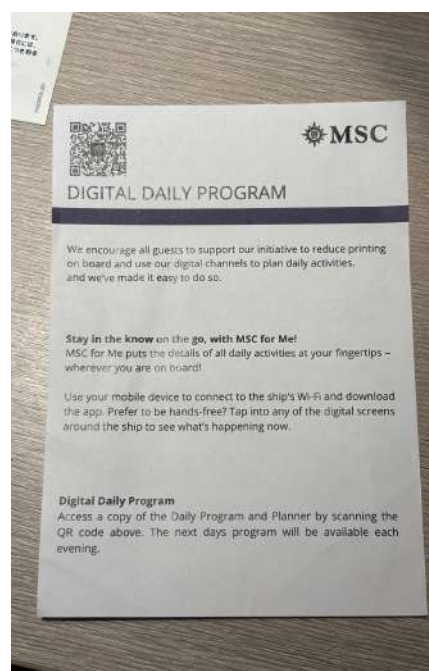 MSC
DIGITAL DAILY PROGRAM
We encourage all guests to support our initiative to reduce printing
on board and use our digital channels to plan daily activities.
and we've made it easy to do so.
Stay in the know on the go, with MSC for Me!
MSC for Me puts the details of all daily activities at your fingertips –
wherever you are on board!
Use your mobile device to connect to the ship's Wi-Fi and download
the app. Prefer to be hands-free? Tap into any of the digital screens
around the ship to see what's happening now.
Digital Daily Program
Access a copy of the Daily Program and Planner by scanning the
QR code above. The next days program will be available each
evening.